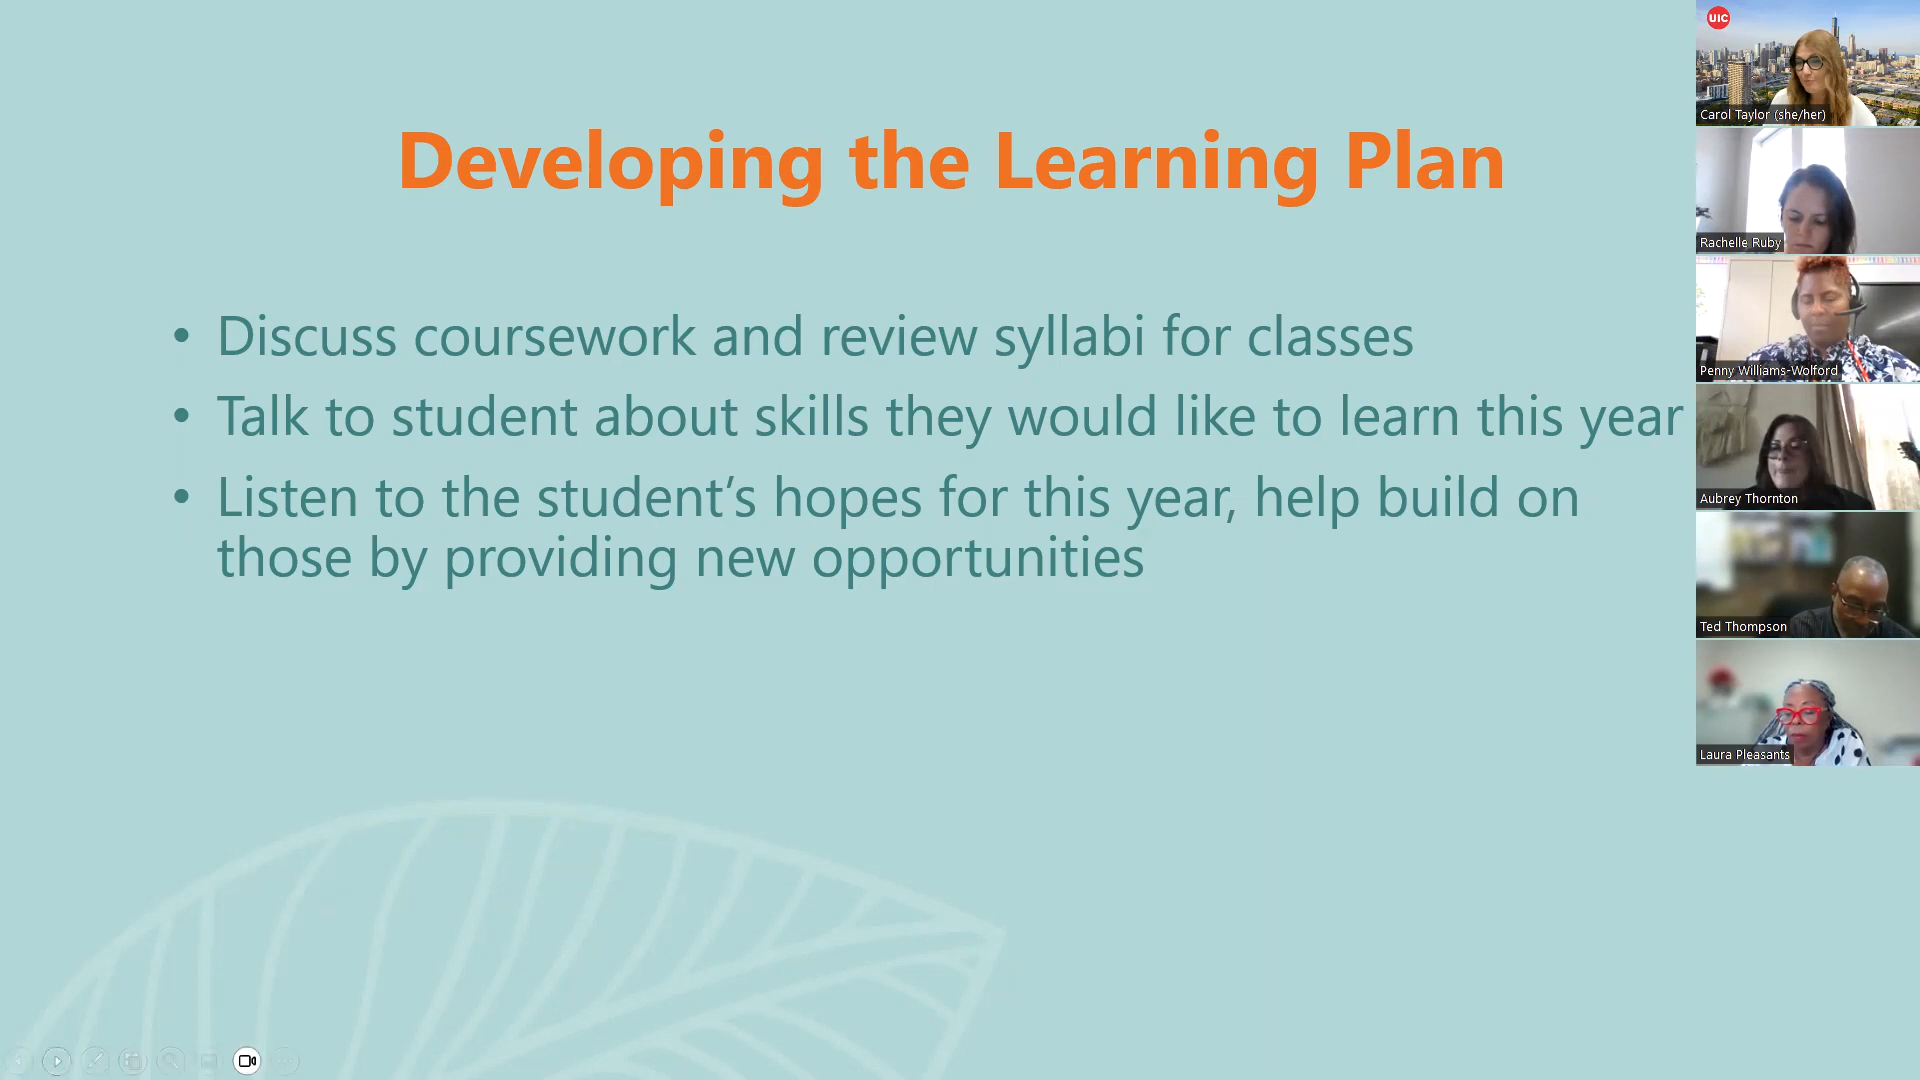 Developing the Learning Plan
• Discuss coursework and review syllabi for classes
• Talk to student about skills they would like to learn this year
• Listen to the student’s hopes for this year, help build on
those by providing new opportunities
UIC
Carol Taylor (she/her)
Rachelle Ruby
Penny Williams-Wolford
Aubrey Thornton
Ted Thompson
Laura Pleasants